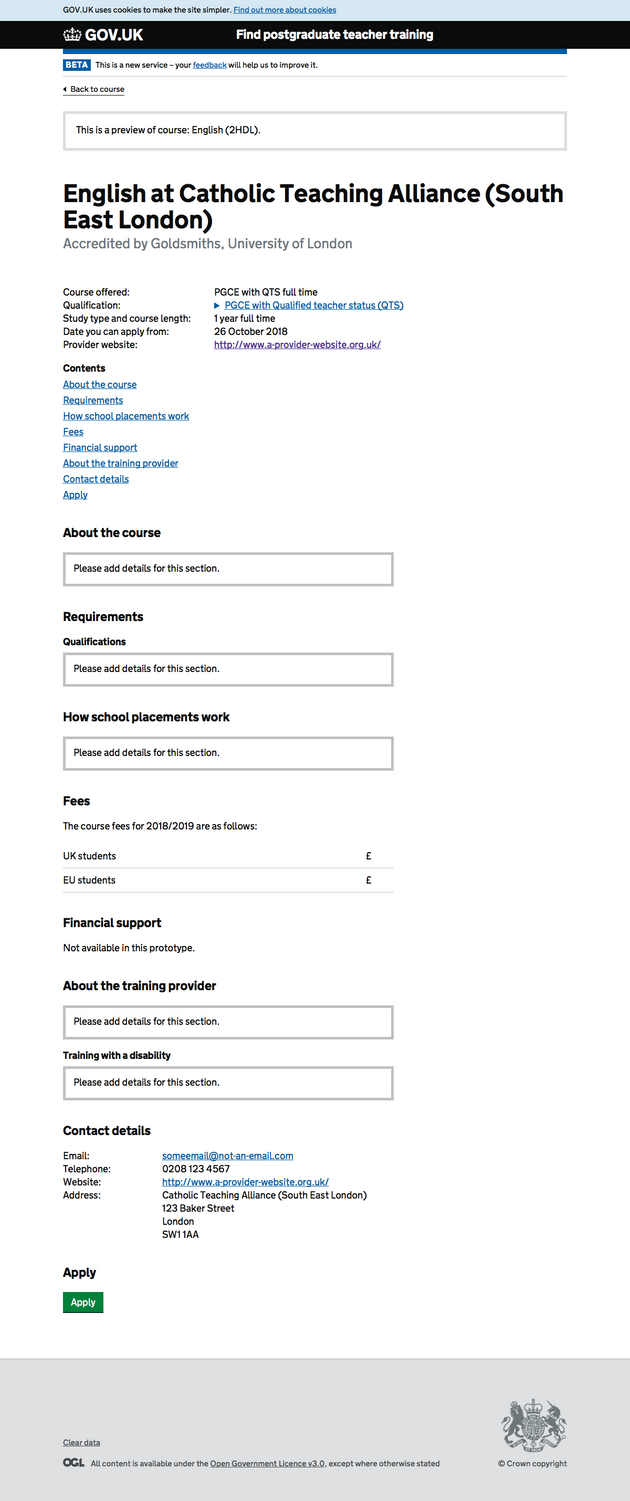 GOV.UK uses cookies to make the site simpler. Find out more about cookies
GOV.UK
Find postgraduate teacher training
BETA This is a new service – your feedback will help us to improve it.
Back to course
This is a preview of course: English (2HDL).
English at Catholic Teaching Alliance (South
East London)
Accredited by Goldsmiths, University of London
Course offered: PGCE with QTS full time
Qualification: PGCE with Qualified teacher status (QTS)
Study type and course length: 1 year full time
Date you can apply from: 26 October 2018
Provider website: http://www.a-provider-website.org.uk/
Contents
About the course
Requirements
How school placements work
Fees
Financial support
About the training provider
Contact details
Apply
About the course
Please add details for this section.
Requirements
Qualifications
Please add details for this section.
How school placements work
Please add details for this section.
Fees
The course fees for 2018/2019 are as follows:
UK students £
EU students £
Financial support
Not available in this prototype.
About the training provider
Please add details for this section.
Training with a disability
Please add details for this section.
Contact details
Email: someemail@not-an-email.com
Telephone: 0208 123 4567
Website: http://www.a-provider-website.org.uk/
Address: Catholic Teaching Alliance (South East London)
123 Baker Street
London
SW1 1AA
Apply
Apply
Clear data
OGL All content is available under the Open Government Licence v3.0, except where otherwise stated
© Crown copyright